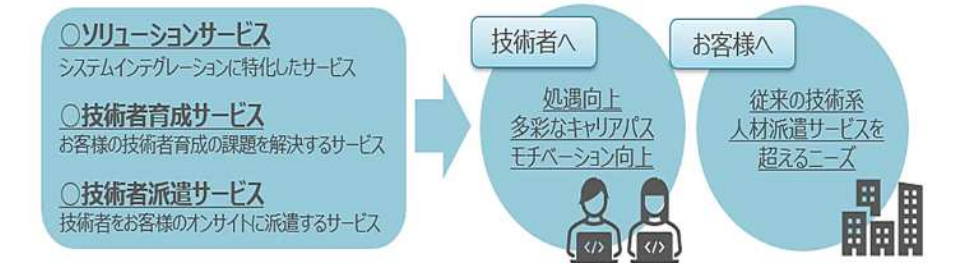 ○ソリューションサービス
システムインテグレーションに特化したサービス
○技術者育成サービス
お客様の技術者育成の課題を解決するサービス
○技術者派遣サービス
技術者をお客様のオンサイトに派遣するサービス
技術者へ
処遇向上
多彩なキャリアパス
モチベーション向上
</>
</>
お客様へ
従来の技術系
人材派遣サービスを
超えるニーズ